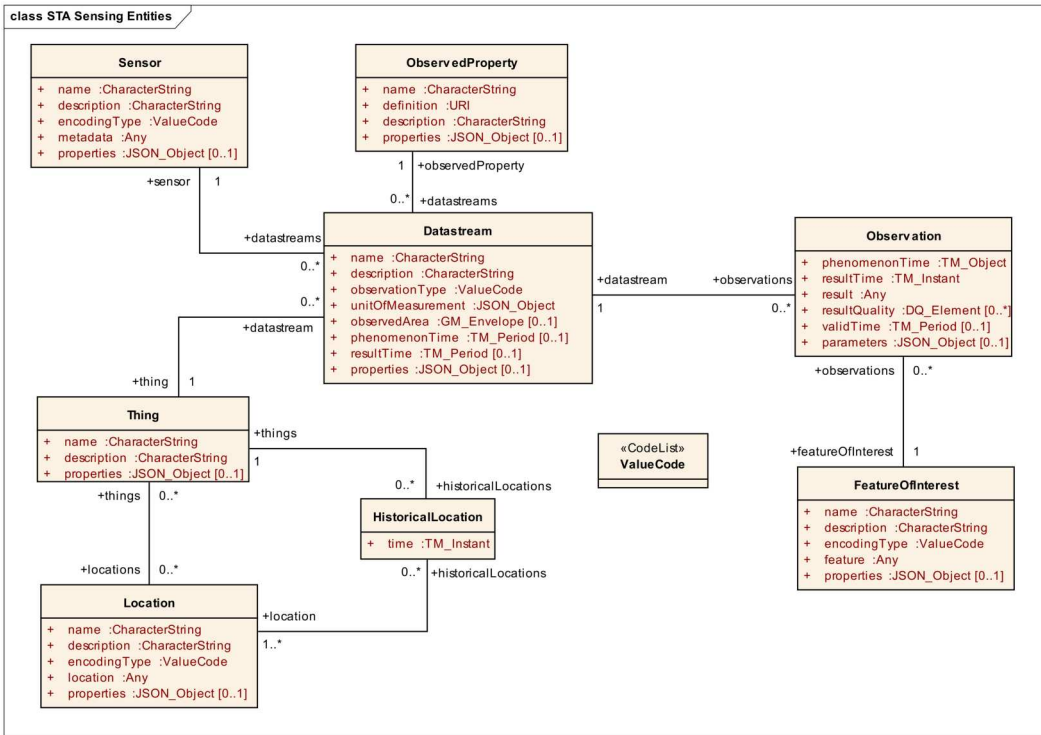 class STA Sensing Entities
Sensor
+ name :CharacterString
+ description :CharacterString
+ encodingType :ValueCode
+ metadata :Any
+ properties :JSON_Object [0..1]
ObservedProperty
+ name :CharacterString
+ definition :URI
+ description :CharacterString
+ properties :JSON_Object [0..1]
+sensor 1
1 +observedProperty
0..* +datastreams
+datastreams
0..*
Datastream
+ name :CharacterString
+ description :CharacterString
+ observationType :ValueCode
+ unitOfMeasurement :JSON_Object
+ observedArea :GM_Envelope [0..1]
+ phenomenonTime :TM_Period [0..1]
+ resultTime :TM_Period [0..1]
+ properties :JSON_Object [0..1]
+datastream
1
+observations
0..*
Observation
+ phenomenonTime :TM_Object
+ resultTime :TM_Instant
+ result :Any
+ resultQuality :DQ_Element [0..*]
+ validTime :TM_Period [0..1]
+ parameters :JSON_Object [0..1]
0..*
+datastream
+thing 1
+observations 0..*
Thing
+ name :CharacterString
+ description :CharacterString
+ properties :JSON_Object [0..1]
+things
1
«CodeList»
ValueCode
+featureOfInterest 1
FeatureOfInterest
+ name :CharacterString
+ description :CharacterString
+ encodingType :ValueCode
+ feature :Any
+ properties :JSON_Object [0..1]
0..* +historicalLocations
HistoricalLocation
+ time :TM_Instant
0..* +historicalLocations
+things 0..*
+locations 0..*
Location
+ name :CharacterString
+ description :CharacterString
+ encodingType :ValueCode
+ location :Any
+ properties :JSON_Object [0..1]
+location
1..*